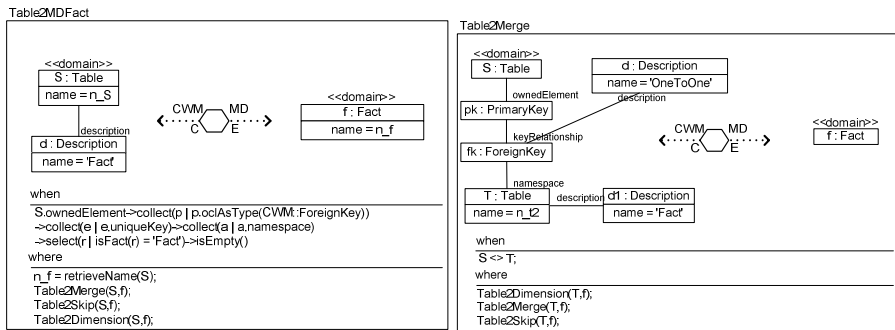 Table2MDFact
<<domain>>
S : Table
name = n_S
description
d : Description
name = 'Fact'
CWM
MD
C
E
<<domain>>
f : Fact
name = n_f
when
S.ownedElement->collect(p | p.oclAsType(CWM::ForeignKey))
->collect(e | e.uniqueKey)->collect(a | a.namespace)
->select(r | isFact(r) = 'Fact')->isEmpty()
where
n_f = retrieveName(S);
Table2Merge(S,f);
Table2Skip(S,f);
Table2Dimension(S,f);
Table2Merge
<<domain>>
S : Table
ownedElement
pk : PrimaryKey
keyRelationship
fk : ForeignKey
namespace
T : Table
name = n_t2
d : Description
name = 'OneToOne'
description
description
d1 : Description
name = 'Fact'
CWM
MD
C
E
<<domain>>
f : Fact
when
S <> T;
where
Table2Dimension(T,f);
Table2Merge(T,f);
Table2Skip(T,f);